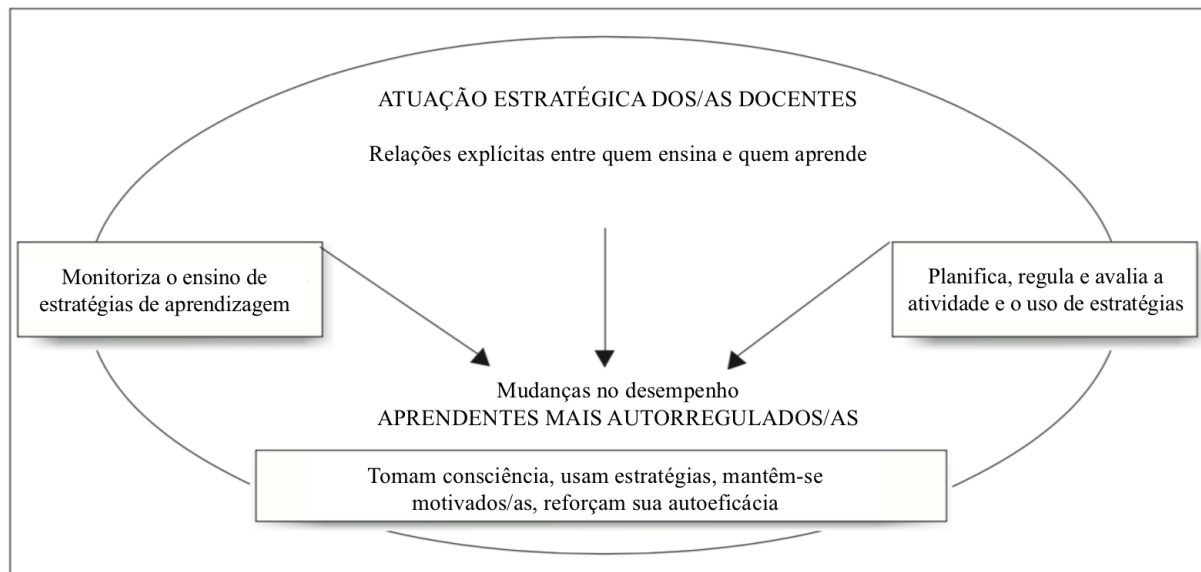 ATUAÇÃO ESTRATÉGICA DOS/AS DOCENTES
Relações explícitas entre quem ensina e quem aprende
Monitoriza o ensino de
estratégias de aprendizagem
Planifica, regula e avalia a
atividade e o uso de estratégias
Mudanças no desempenho
APRENDENTES MAIS AUTORREGULADOS/AS
Tomam consciência, usam estratégias, mantêm-se
motivados/as, reforçam sua autoeficácia